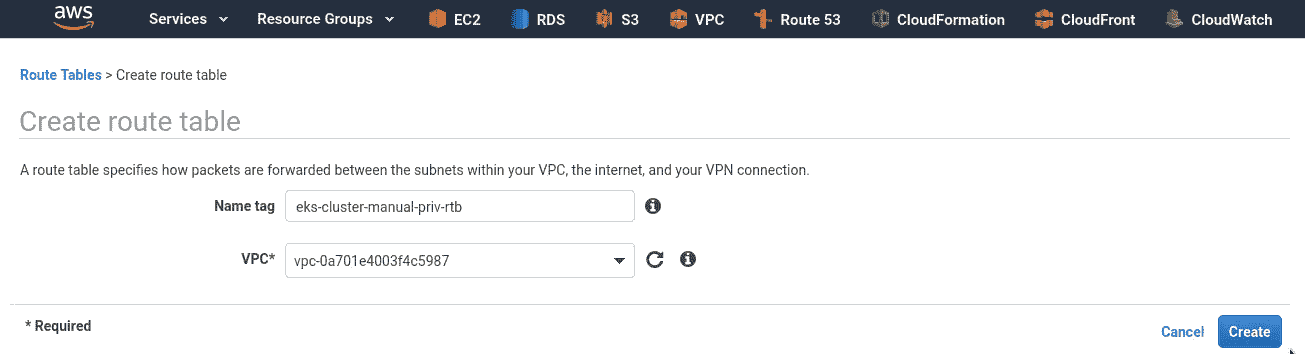 aws Services Resource Groups EC2 RDS S3 VPC Route 53 CloudFormation CloudFront CloudWatch
Route Tables > Create route table
Create route table
A route table specifies how packets are forwarded between the subnets within your VPC, the internet, and your VPN connection.
Name tag eks-cluster-manual-priv-rtb
VPC* vpc-0a701e4003f4c5987
* Required
Cancel Create